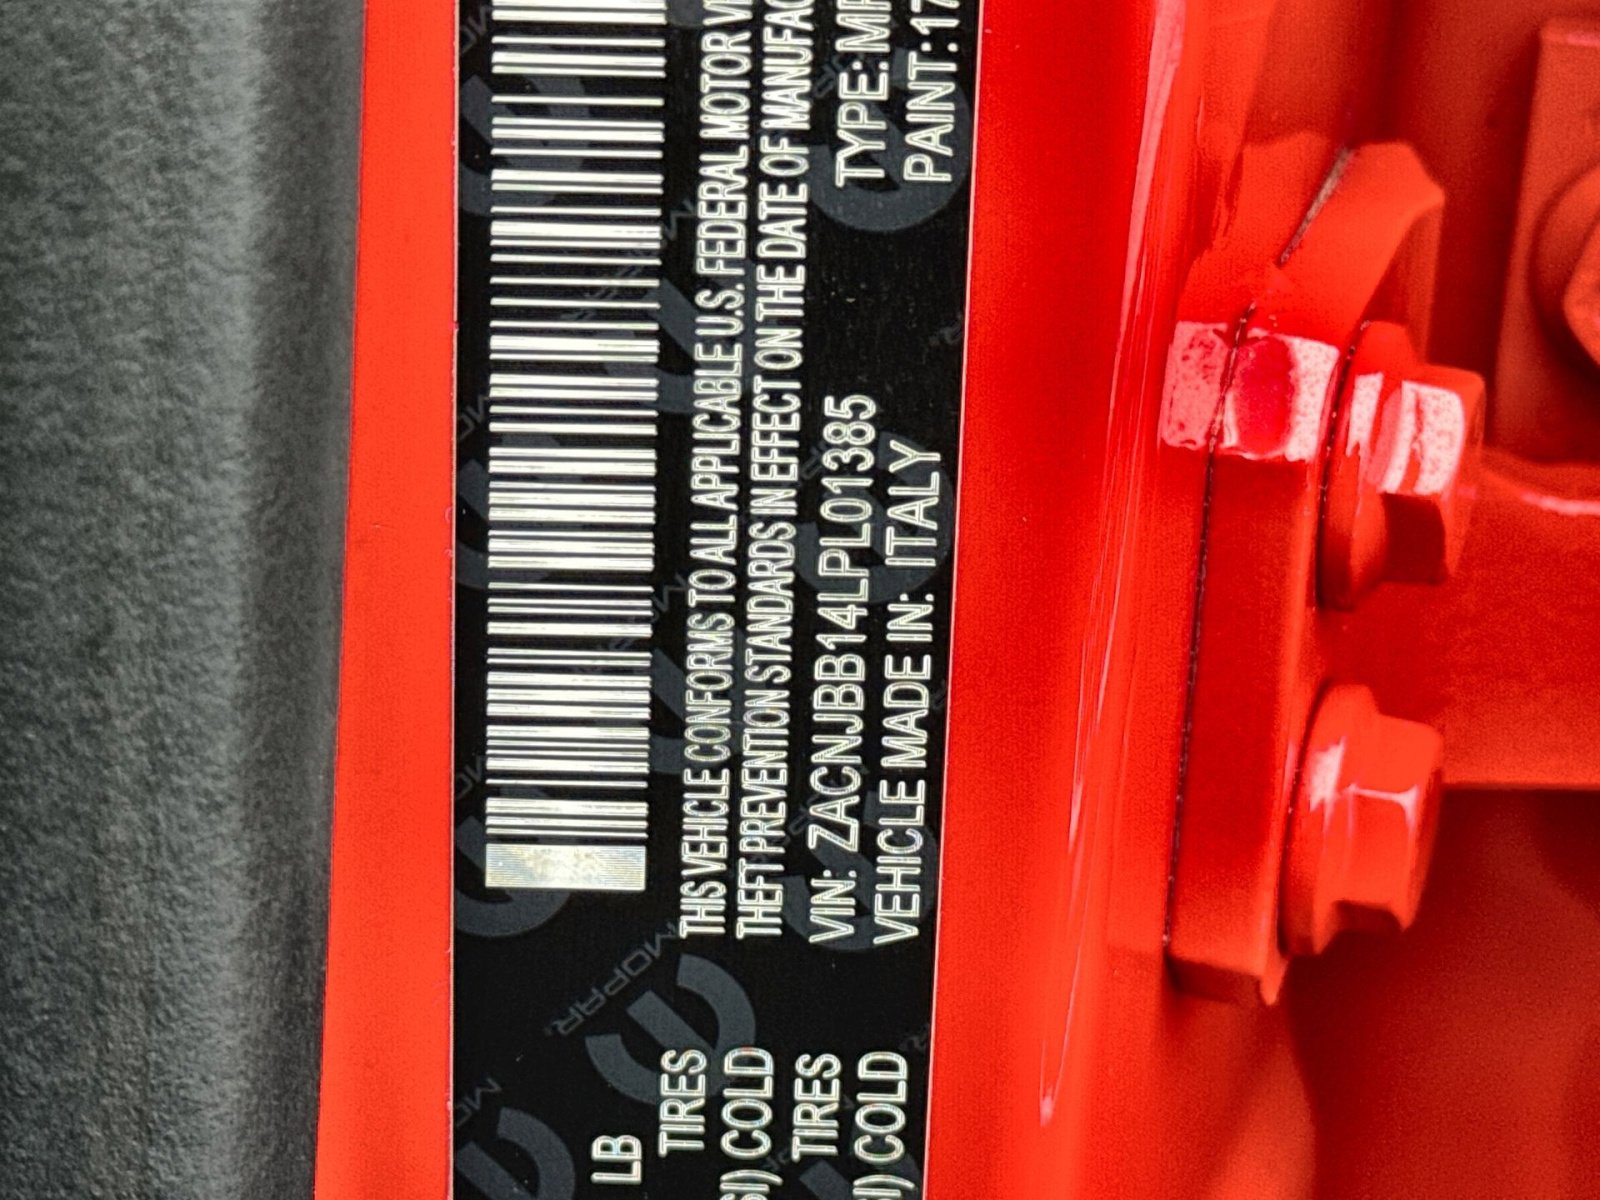 THIS VEHICLE CONFORMS TO ALL APPLICABLE U.S. FEDERAL MOTOR
THEFT PREVENTION STANDARDS IN EFFECT ON THE DATE OF MANUFAC
VIN: ZACNJBB14LPL01385 TYPE: MP
VEHICLE MADE IN: ITALY PAINT: 17
LB
TIRES
COLD
TIRES
COLD
MOPAR